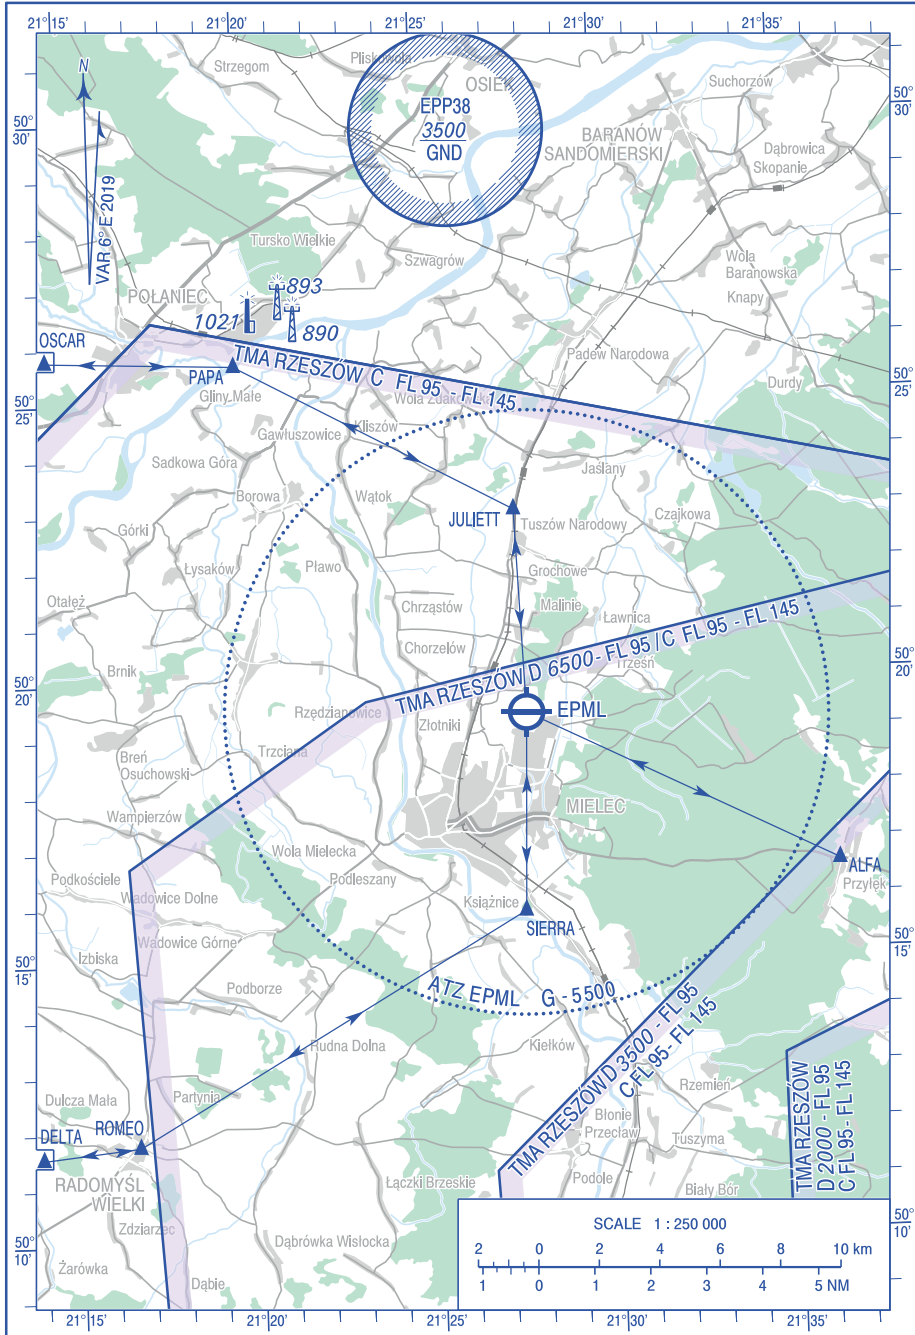 21°15'
21°20'
21°25'
21°30'
21°35'
N
VAR 6° E 2019
50°
30'
50°
30'
Strzegom
Pliskowola
OSIEK
Suchorzów
EPP38
3500
GND
BARANÓW
SANDOMIERSKI
Dąbrowica
Skopanie
Tursko Wielkie
Szwagrów
Wola
Baranowska
Knapy
POŁANIEC
893
1021
890
OSCAR
PAPA
TMA RZESZÓW C FL 95 - FL 145
Padew Narodowa
Durdy
50°
25'
50°
25'
Gliny Małe
Gawłuszowice
Kliszów
Sadkowa Góra
Jaślany
Borowa
Wątok
JULIETT
Tuszów Narodowy
Czajkowa
Górki
Łysaków
Pławo
Grochowe
Otałęż
Chrząstów
Malinie
Ławnica
Chorzelów
Trześń
Brnik
TMA RZESZÓW D 6500 - FL 95 / C FL 95 - FL 145
50°
20'
50°
20'
Rzędzianowice
Złotniki
EPML
Trzciana
Breń
Osuchowski
MIELEC
Wampierzów
Wola Mielecka
Podleszany
ALFA
Podkościele
Przyłęk
Wadowice Dolne
Książnice
SIERRA
Wadowice Górne
50°
15'
50°
15'
Izbiska
Podborze
ATZ EPML G - 5500
Rudna Dolna
Kiełków
TMA RZESZÓW D 3500 - FL 95
C FL 95 - FL 145
Rzemień
Partynia
Dulcza Mała
ROMEO
DELTA
Błonie
Przecław
Tuszyma
TMA RZESZÓW
D 2000 - FL 95
C FL 95 - FL 145
RADOMYŚL
WIELKI
Łączki Brzeskie
Podole
Biały Bór
Zdziarzec
50°
10'
50°
10'
Dąbrówka Wisłocka
Żarówka
Dąbie
SCALE 1 : 250 000
2 0 2 4 6 8 10 km
1 0 1 2 3 4 5 NM
21°15'
21°20'
21°25'
21°30'
21°35'